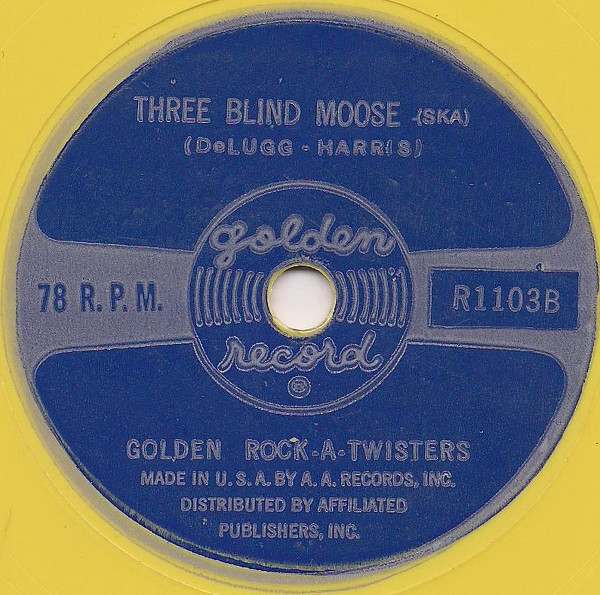 THREE BLIND MOOSE (SKA)
(DeLUGG - HARRIS)
golden
78 R. P. M.
R1103B
record
®
GOLDEN ROCK-A-TWISTERS
MADE IN U. S. A. BY A. A. RECORDS, INC.
DISTRIBUTED BY AFFILIATED
PUBLISHERS, INC.